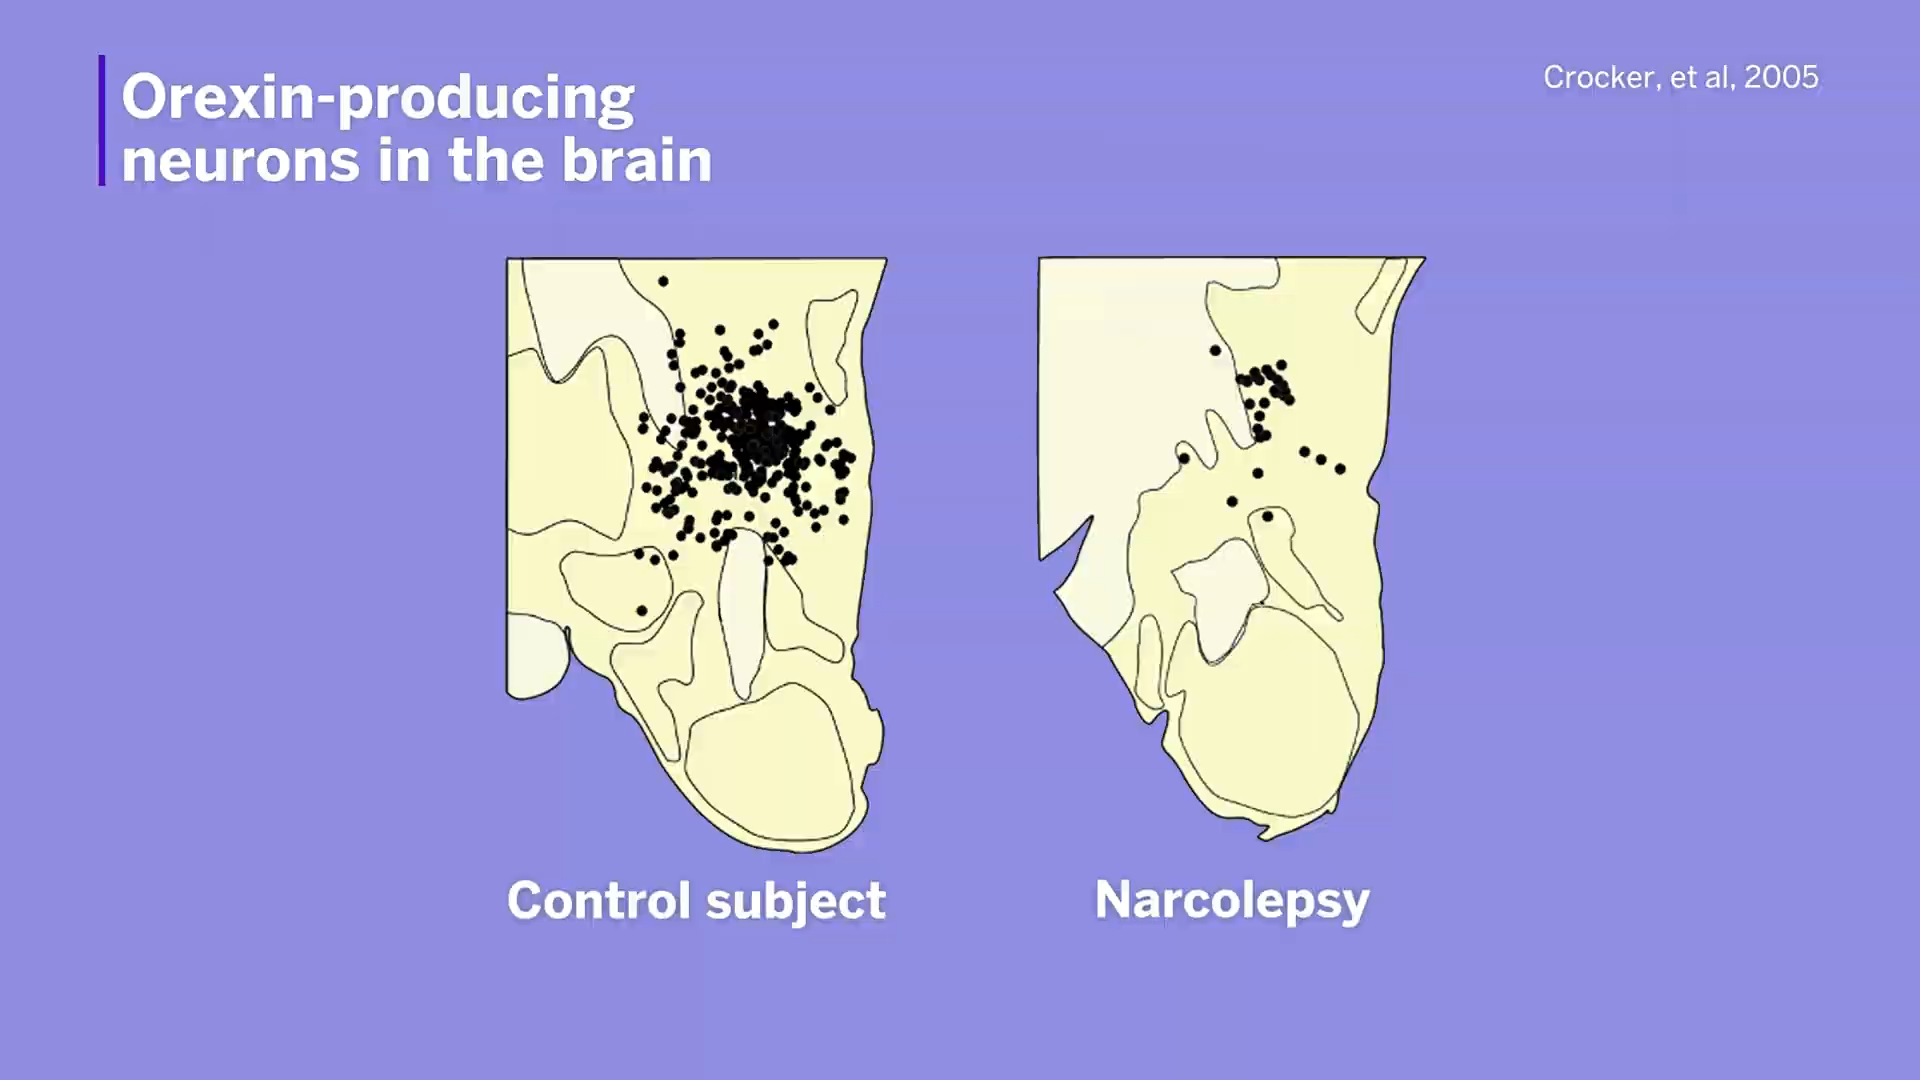 Orexin-producing
neurons in the brain
Crocker, et al, 2005
Control subject
Narcolepsy